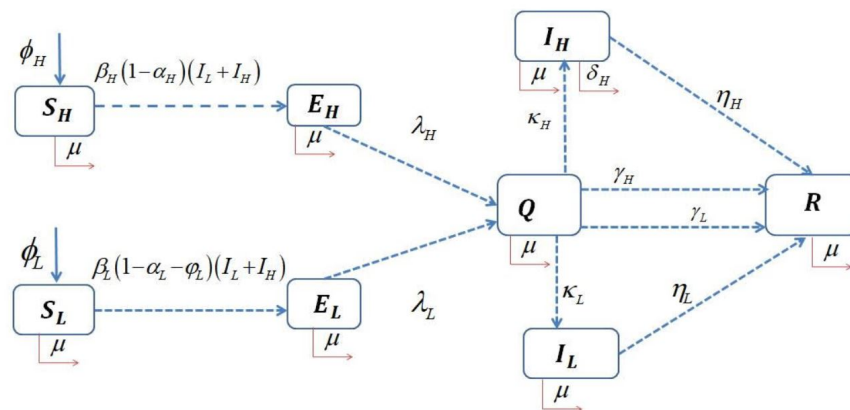 ϕ_H
β_H(1-α_H)(I_L+I_H)
S_H
μ
E_H
μ
λ_H
I_H
μ
δ_H
κ_H
η_H
Q
μ
γ_H
γ_L
R
μ
ϕ_L
β_L(1-α_L-φ_L)(I_L+I_H)
S_L
μ
E_L
μ
λ_L
κ_L
η_L
I_L
μ